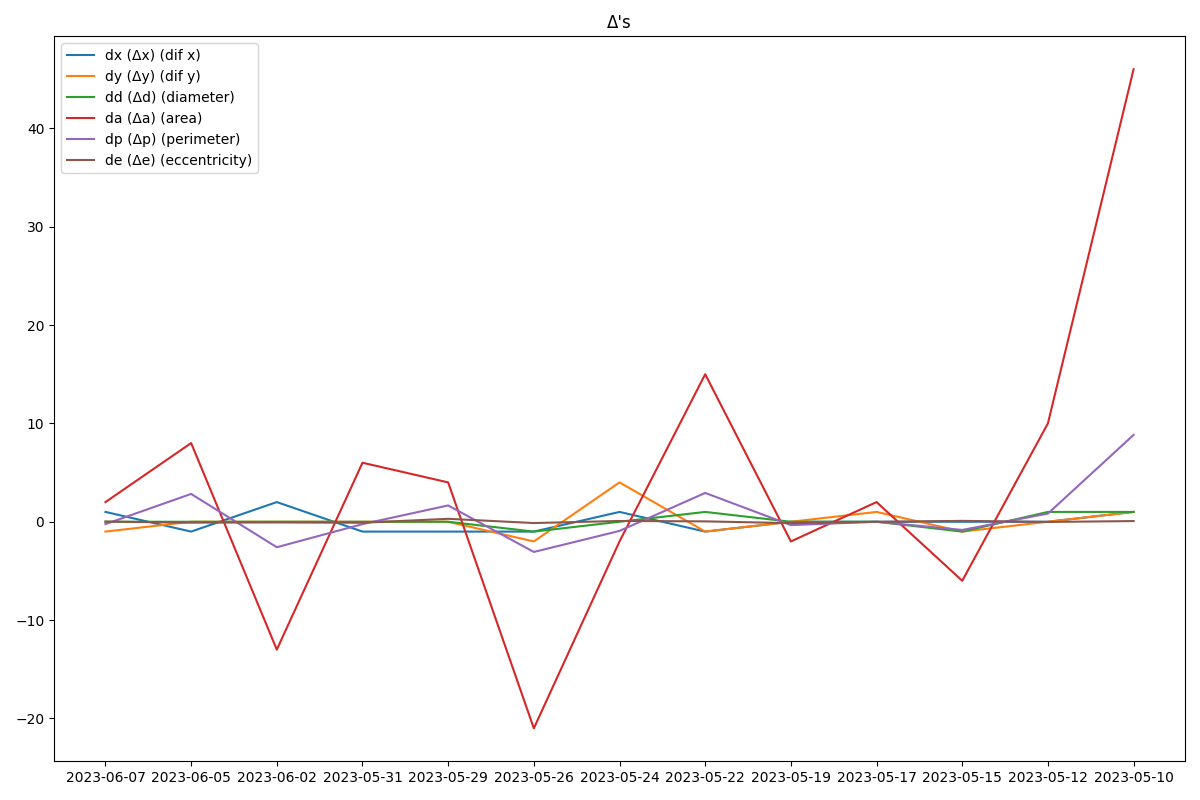 Δ's
dx (Δx) (dif x)
dy (Δy) (dif y)
dd (Δd) (diameter)
da (Δa) (area)
dp (Δp) (perimeter)
de (Δe) (eccentricity)
40
30
20
10
0
−10
−20
2023-06-07 2023-06-05 2023-06-02 2023-05-31 2023-05-29 2023-05-26 2023-05-24 2023-05-22 2023-05-19 2023-05-17 2023-05-15 2023-05-12 2023-05-10